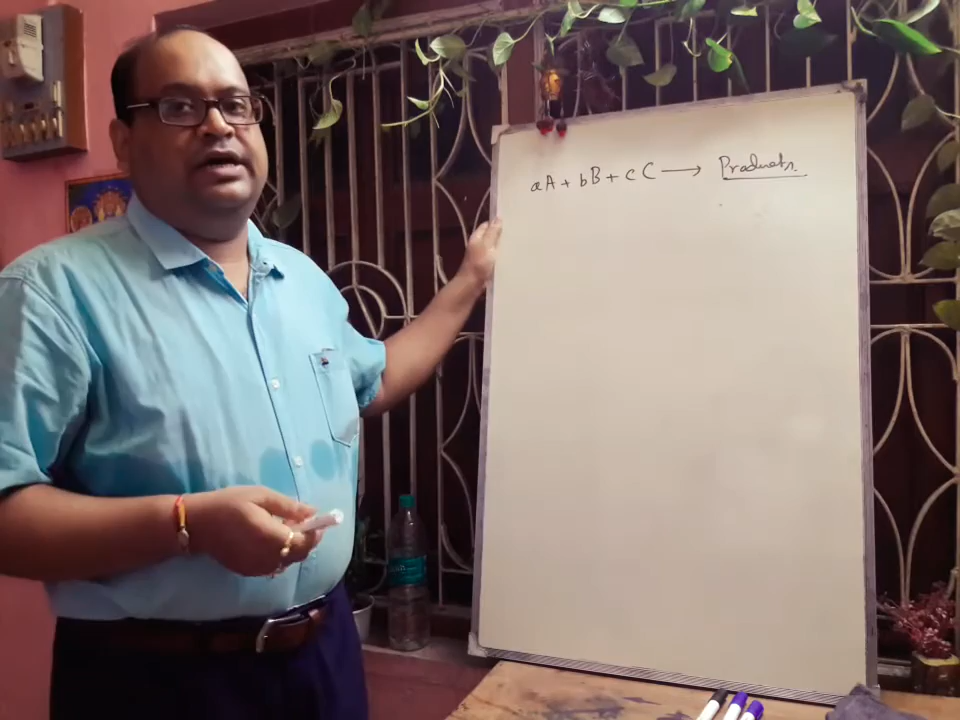 aA + bB + cC → Products.